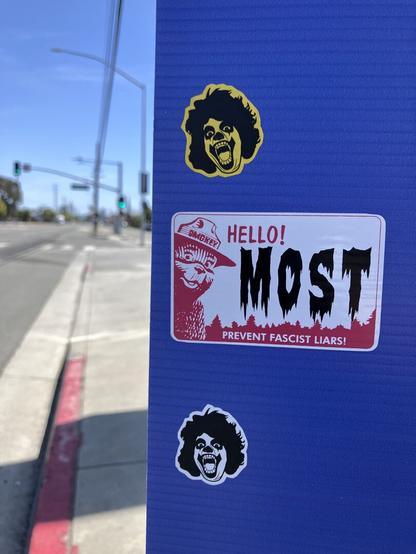 SMOKEY
HELLO!
MOST
PREVENT FASCIST LIARS!